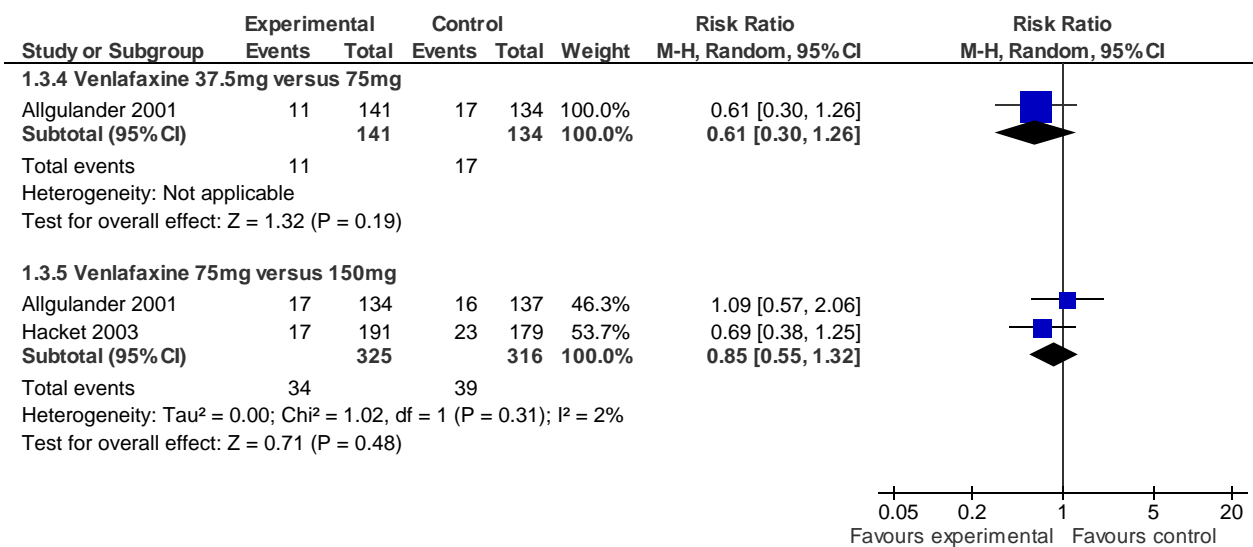 Experimental Control Risk Ratio Risk Ratio
Study or Subgroup Events Total Events Total Weight M-H, Random, 95% CI M-H, Random, 95% CI
1.3.4 Venlafaxine 37.5mg versus 75mg
Allgulander 2001 11 141 17 134 100.0% 0.61 [0.30, 1.26]
Subtotal (95% CI) 141 134 100.0% 0.61 [0.30, 1.26]
Total events 11 17
Heterogeneity: Not applicable
Test for overall effect: Z = 1.32 (P = 0.19)
1.3.5 Venlafaxine 75mg versus 150mg
Allgulander 2001 17 134 16 137 46.3% 1.09 [0.57, 2.06]
Hacket 2003 17 191 23 179 53.7% 0.69 [0.38, 1.25]
Subtotal (95% CI) 325 316 100.0% 0.85 [0.55, 1.32]
Total events 34 39
Heterogeneity: Tau² = 0.00; Chi² = 1.02, df = 1 (P = 0.31); I² = 2%
Test for overall effect: Z = 0.71 (P = 0.48)
0.05 0.2 1 5 20
Favours experimental Favours control